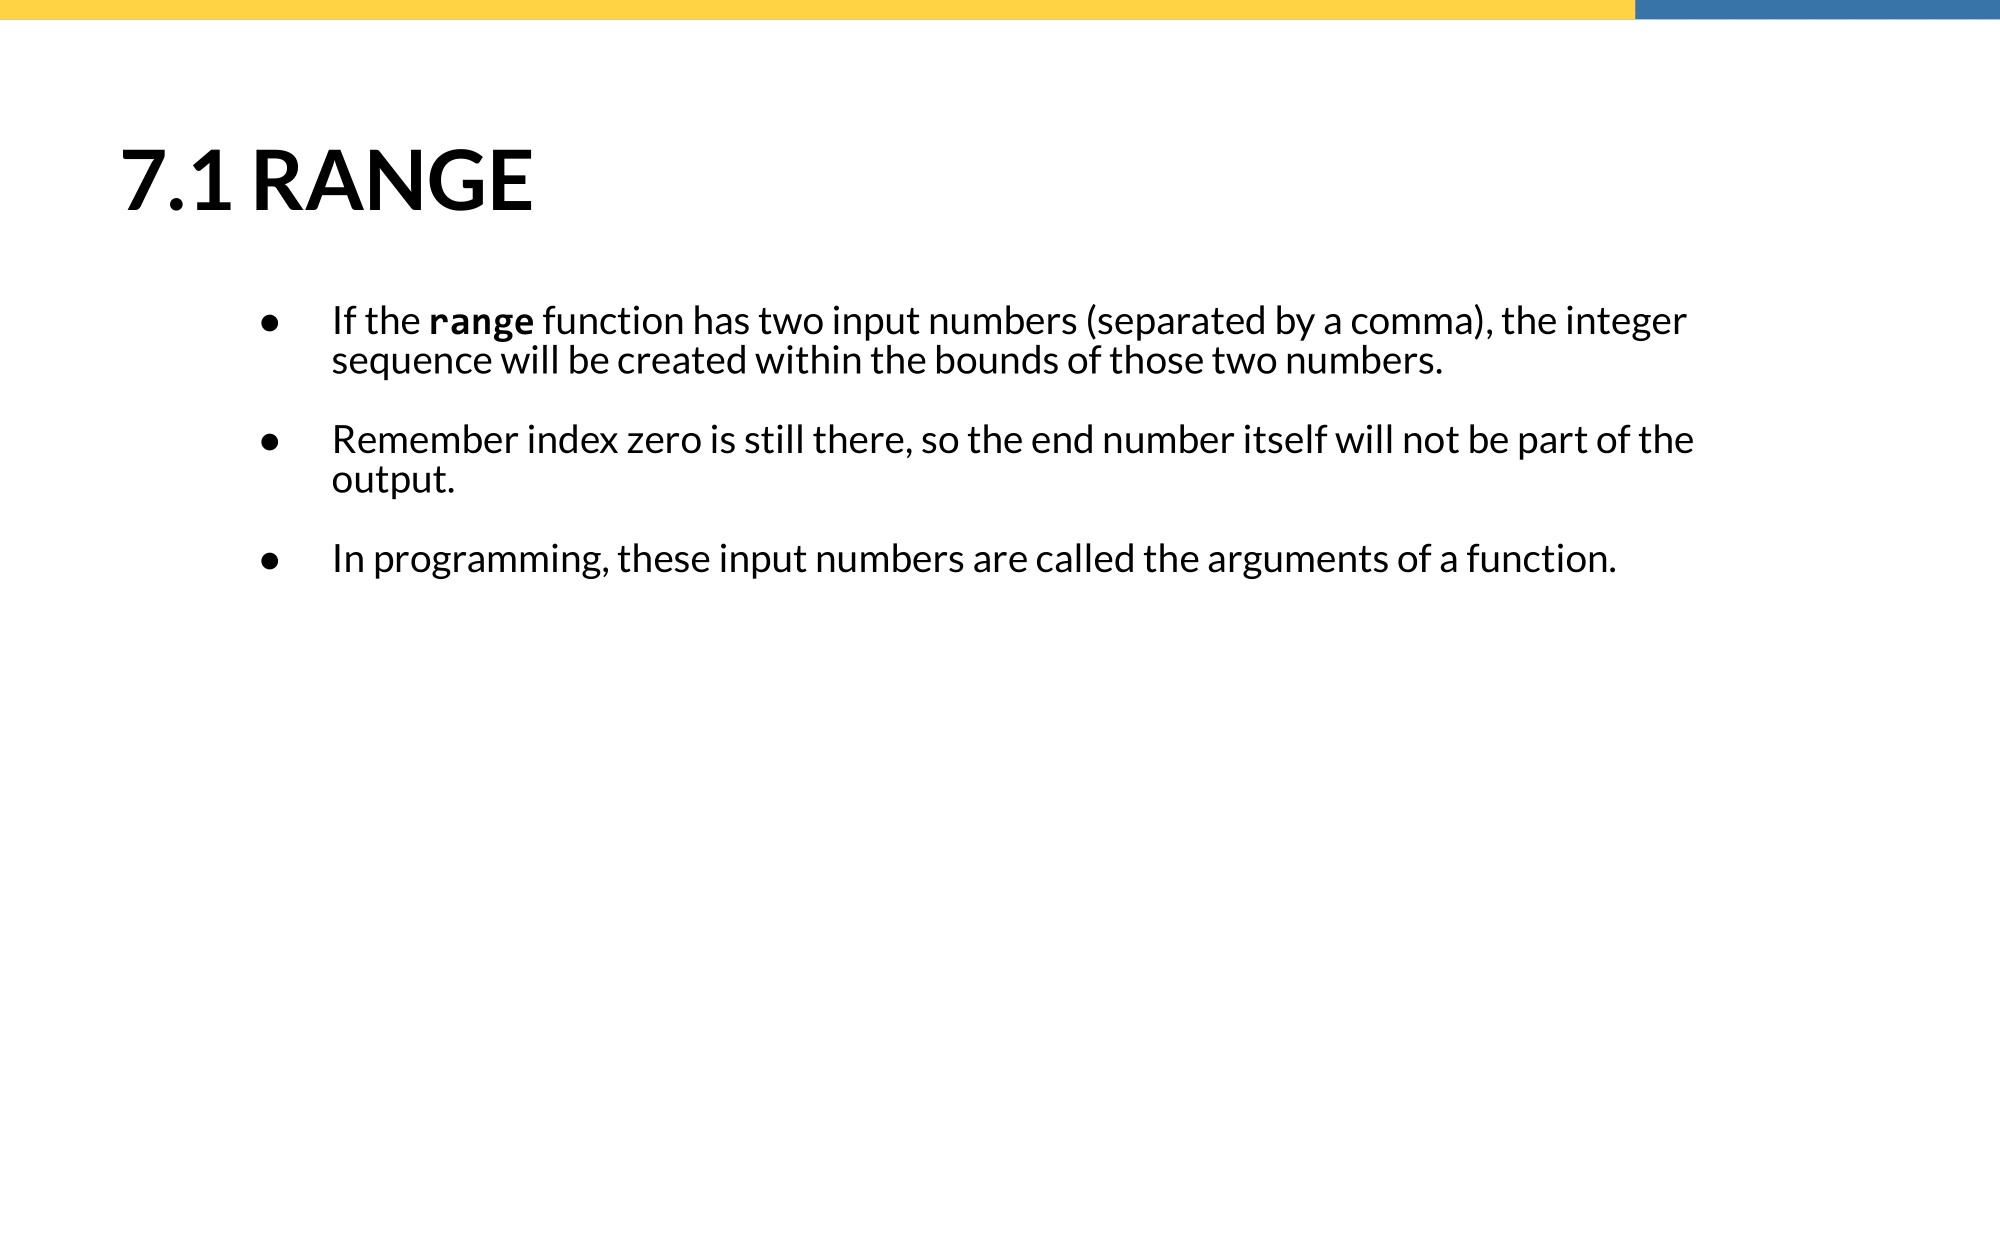 7.1 RANGE
● If the range function has two input numbers (separated by a comma), the integer
sequence will be created within the bounds of those two numbers.
● Remember index zero is still there, so the end number itself will not be part of the
output.
● In programming, these input numbers are called the arguments of a function.